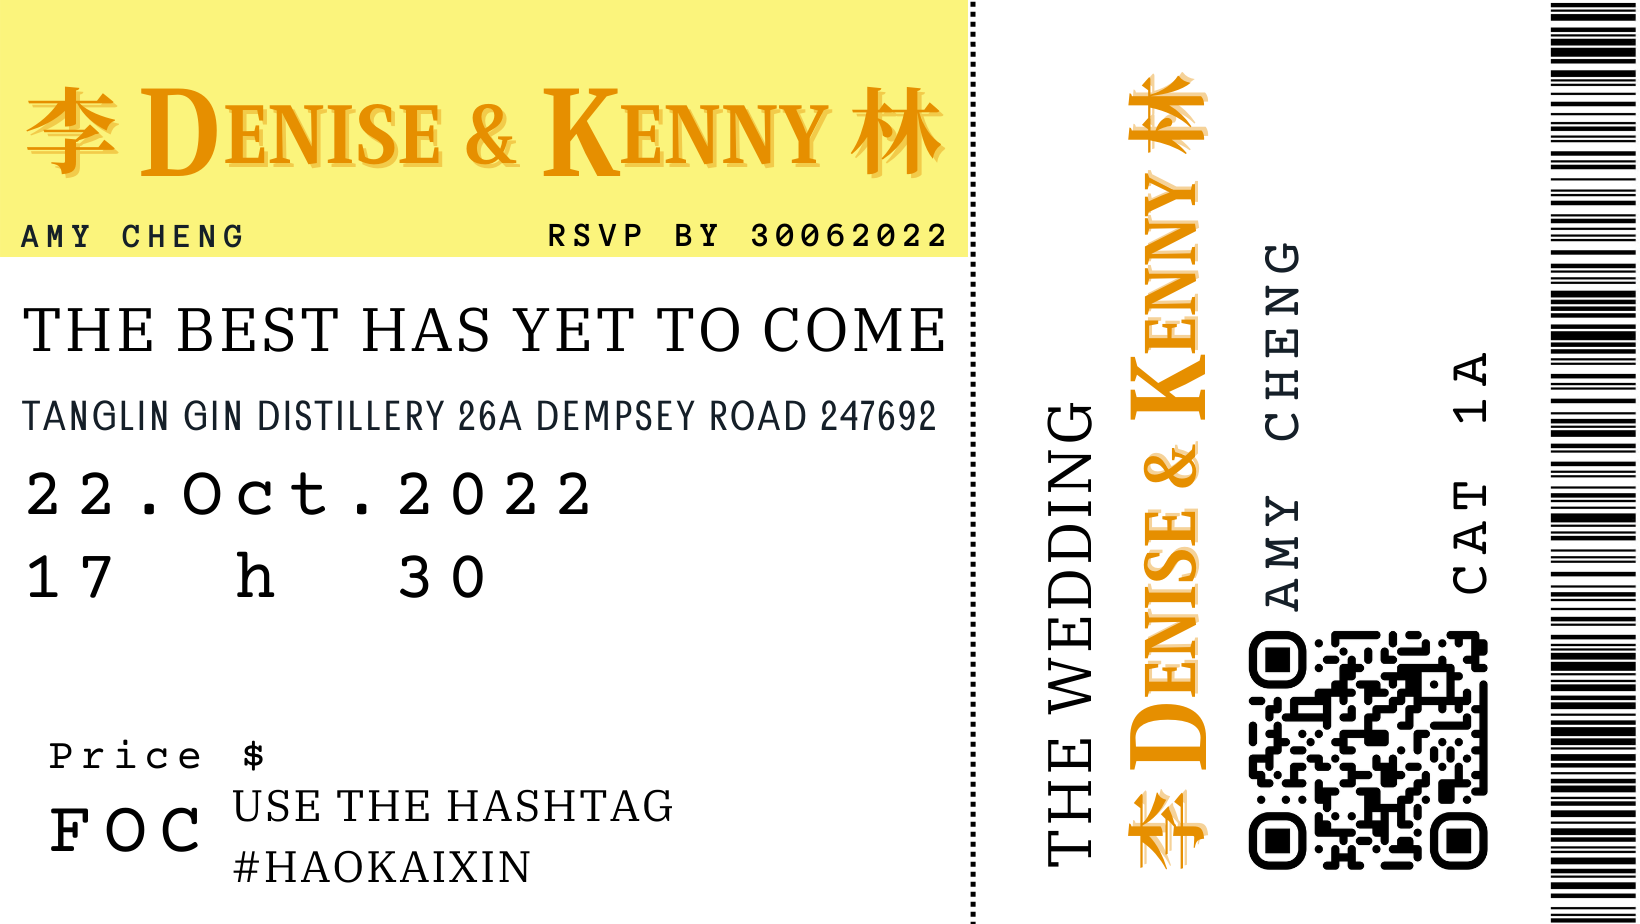 李 DENISE & KENNY 林
AMY CHENG
RSVP BY 30062022
THE BEST HAS YET TO COME
TANGLIN GIN DISTILLERY 26A DEMPSEY ROAD 247692
22.Oct.2022
17 h 30
Price $
FOC
USE THE HASHTAG
#HAOKAIXIN
THE WEDDING
李 DENISE & KENNY 林
AMY CHENG
CAT 1A